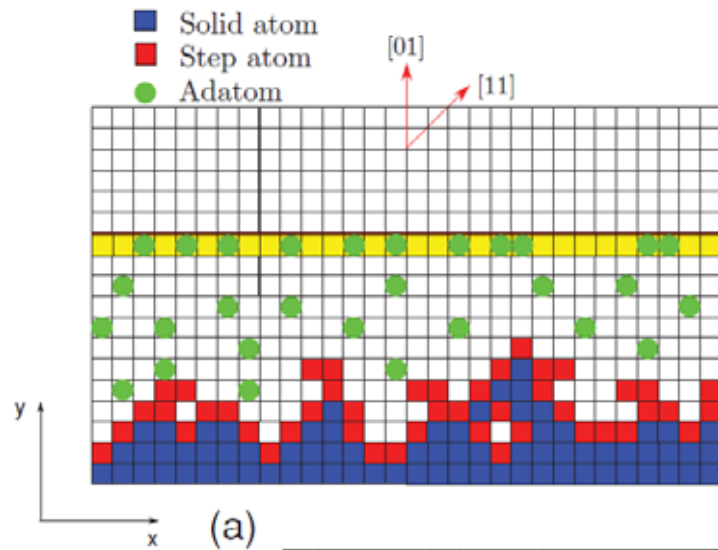 Solid atom
Step atom
Adatom
[01]
[11]
y
x
(a)